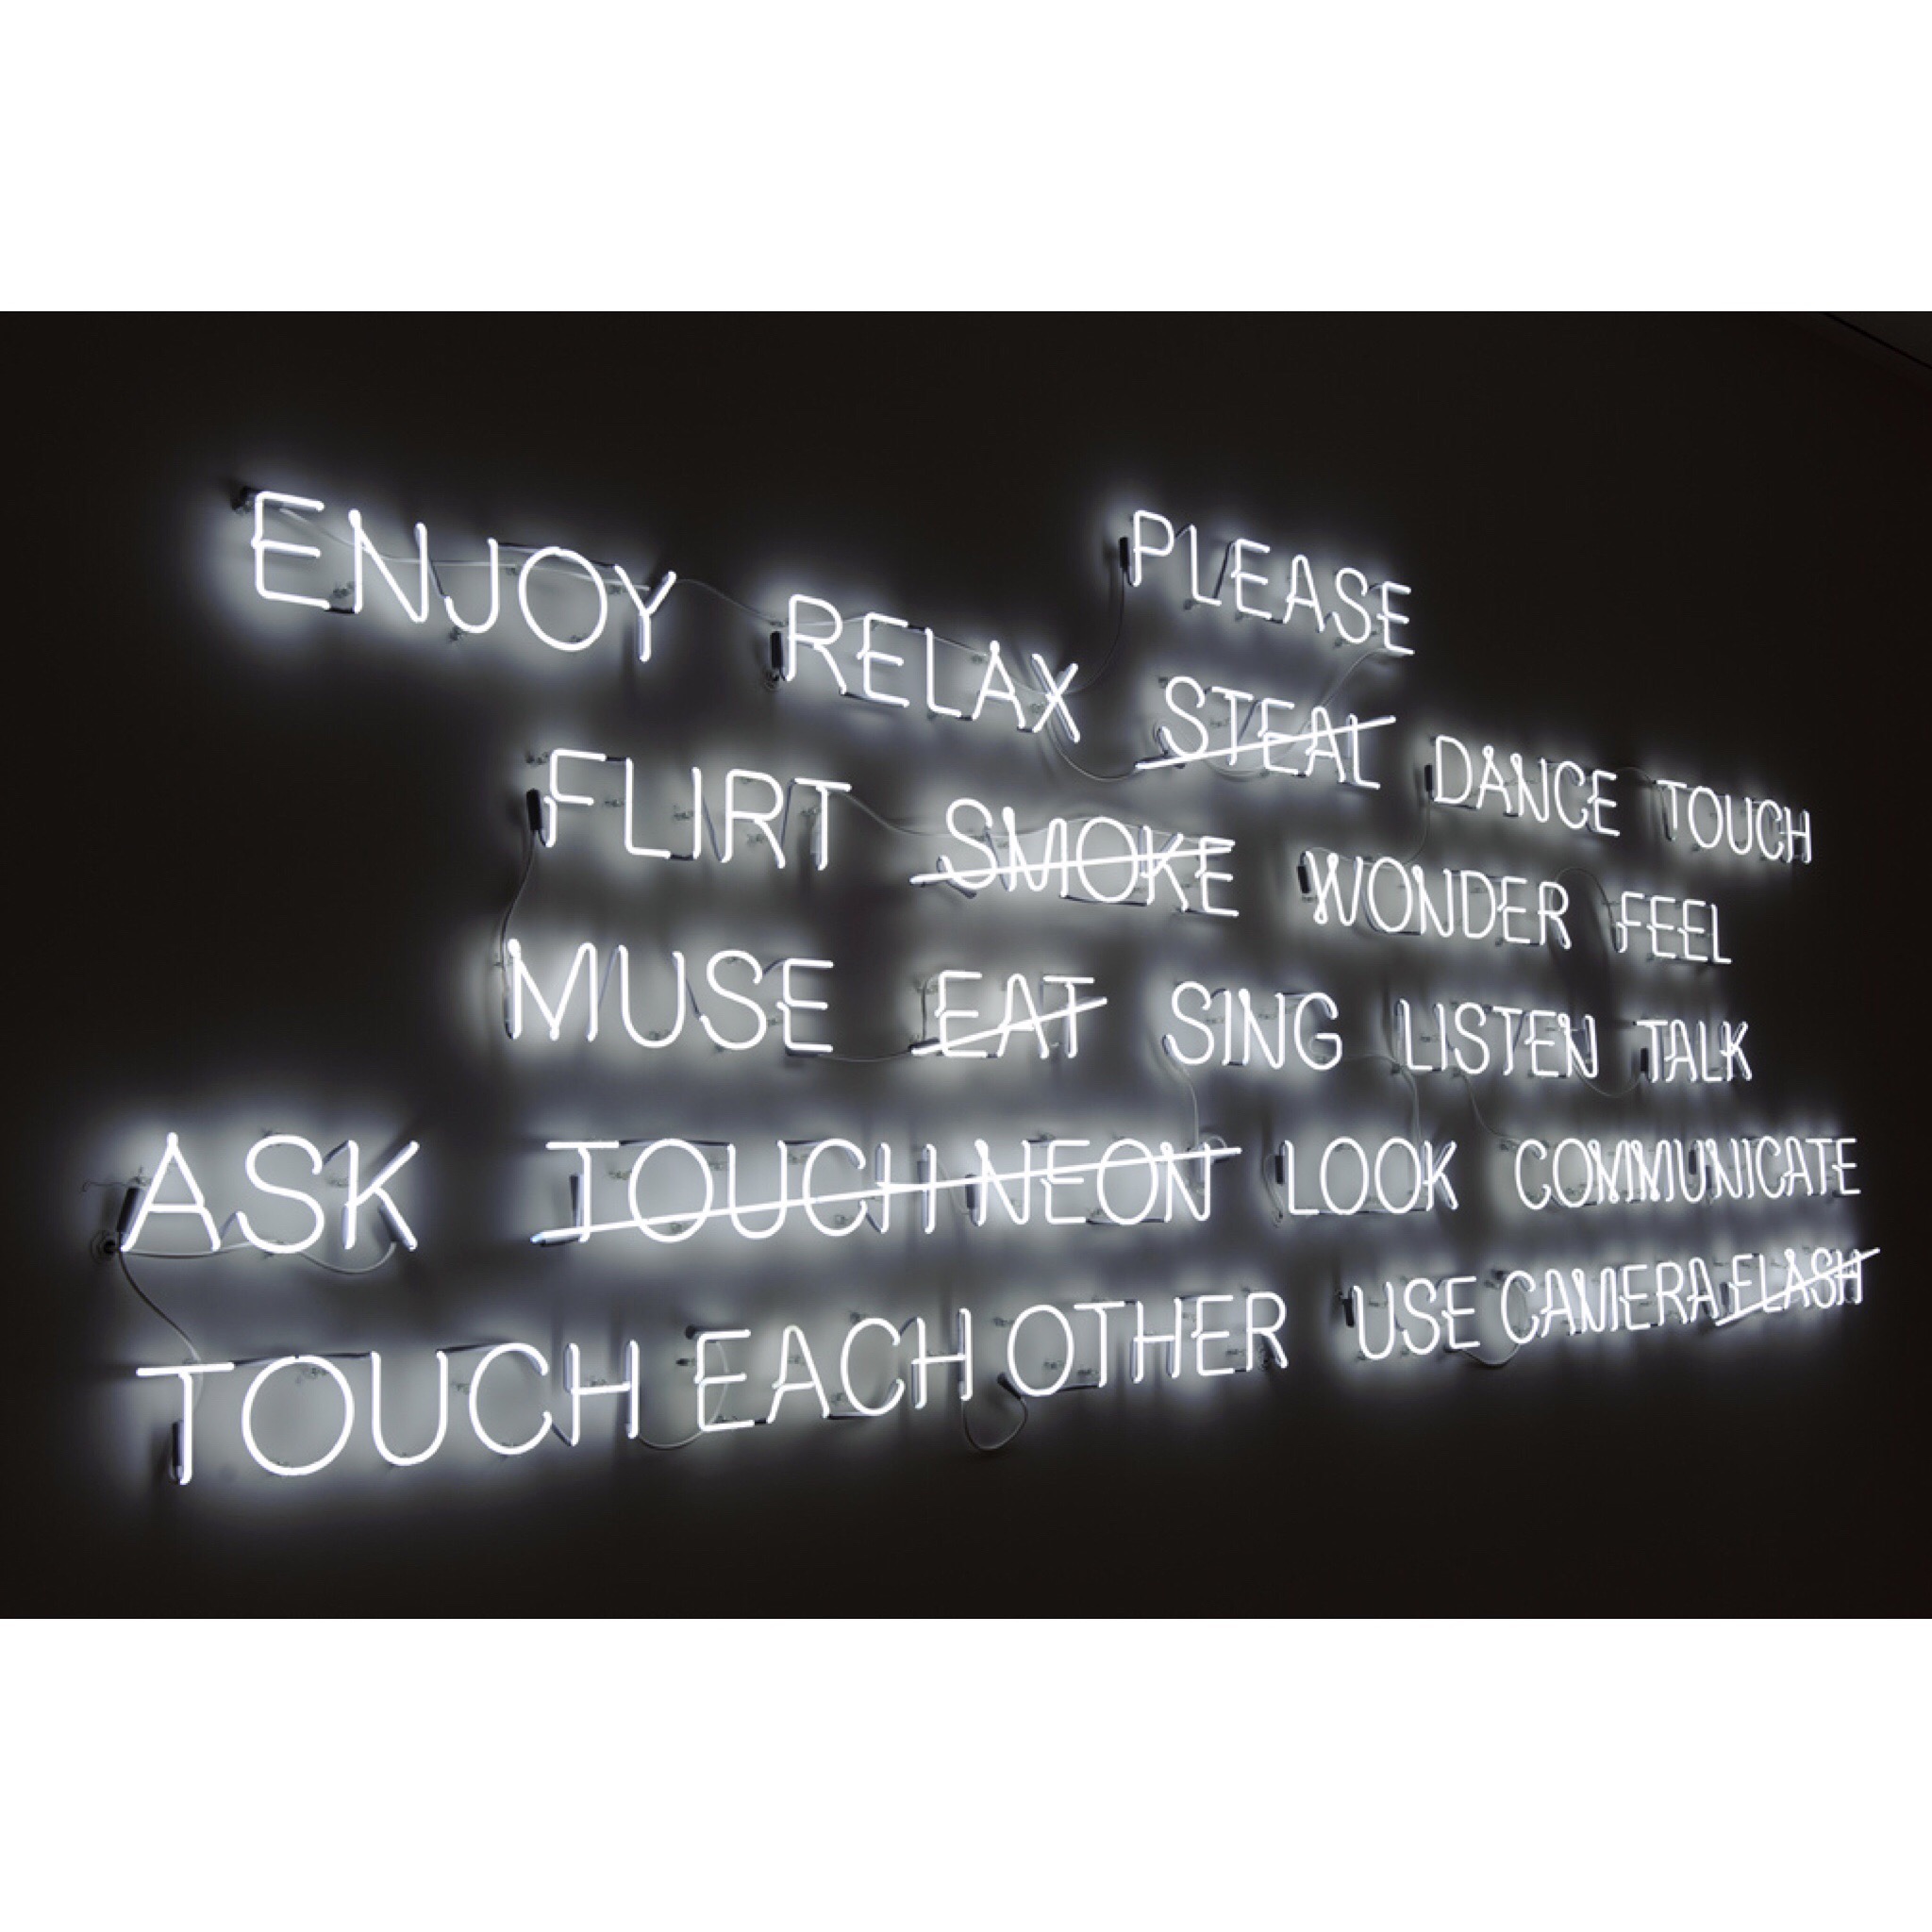 PLEASE
ENJOY RELAX STEAL DANCE TOUCH
FLIRT SMOKE WONDER FEEL
MUSE EAT SING LISTEN TALK
ASK TOUCH NEON LOOK COMMUNICATE
TOUCH EACH OTHER USE CAMERA FLASH